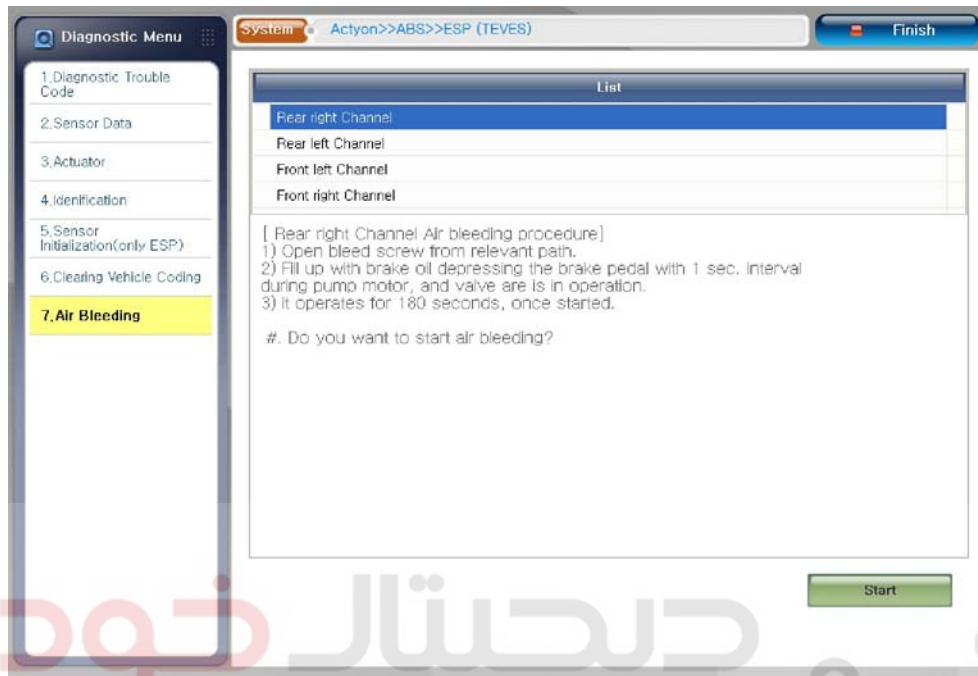 Diagnostic Menu
System
Actyon>>ABS>>ESP (TEVES)
Finish
1.Diagnostic Trouble
Code
2.Sensor Data
3.Actuator
4.Idenification
5.Sensor
Initialization(only ESP)
6.Clearing Vehicle Coding
7.Air Bleeding
List
Rear right Channel
Rear left Channel
Front left Channel
Front right Channel
[ Rear right Channel Air bleeding procedure]
1) Open bleed screw from relevant path.
2) Fill up with brake oil depressing the brake pedal with 1 sec. Interval
during pump motor, and valve are is in operation.
3) It operates for 180 seconds, once started.
#. Do you want to start air bleeding?
Start
دیجیتال خود